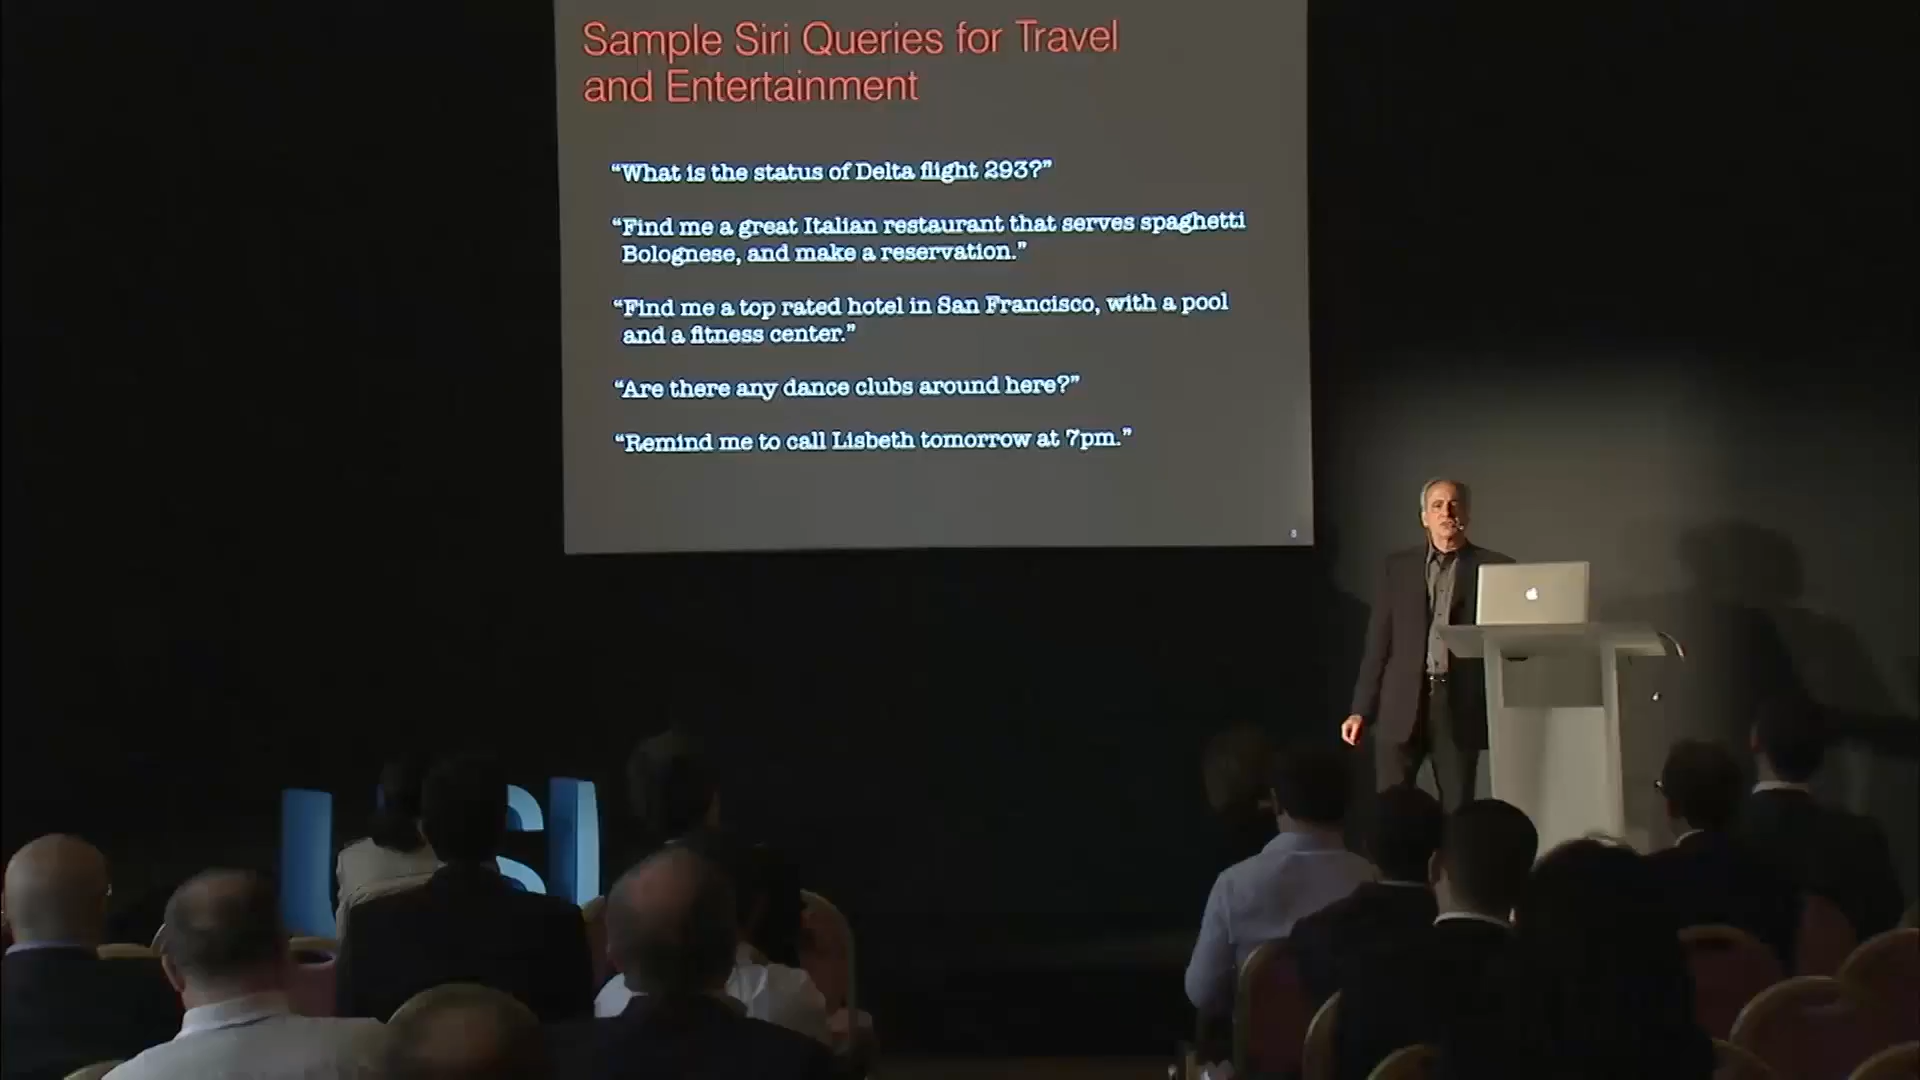 Sample Siri Queries for Travel
and Entertainment
“What is the status of Delta flight 293?”
“Find me a great Italian restaurant that serves spaghetti
Bolognese, and make a reservation.”
“Find me a top rated hotel in San Francisco, with a pool
and a fitness center.”
“Are there any dance clubs around here?”
“Remind me to call Lisbeth tomorrow at 7pm.”